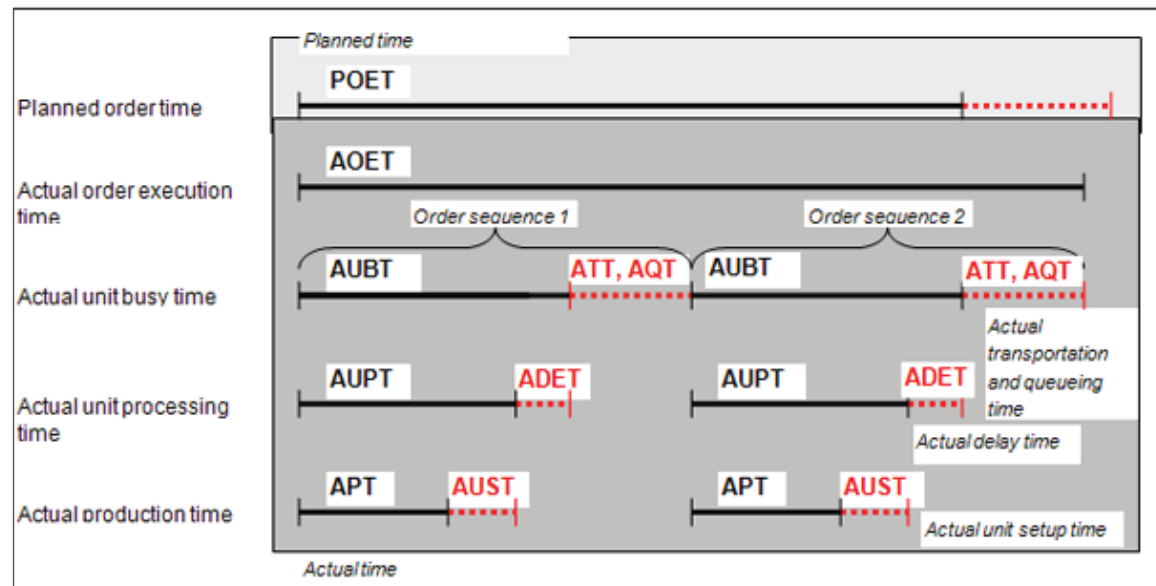 Planned time
POET
Planned order time
AOET
Actual order execution
time
Order sequence 1
Order sequence 2
AUBT
ATT, AQT
AUBT
ATT, AQT
Actual unit busy time
Actual
transportation
and queueing
time
AUPT
ADET
AUPT
ADET
Actual unit processing
time
Actual delay time
APT
AUST
APT
AUST
Actual production time
Actual unit setup time
Actual time